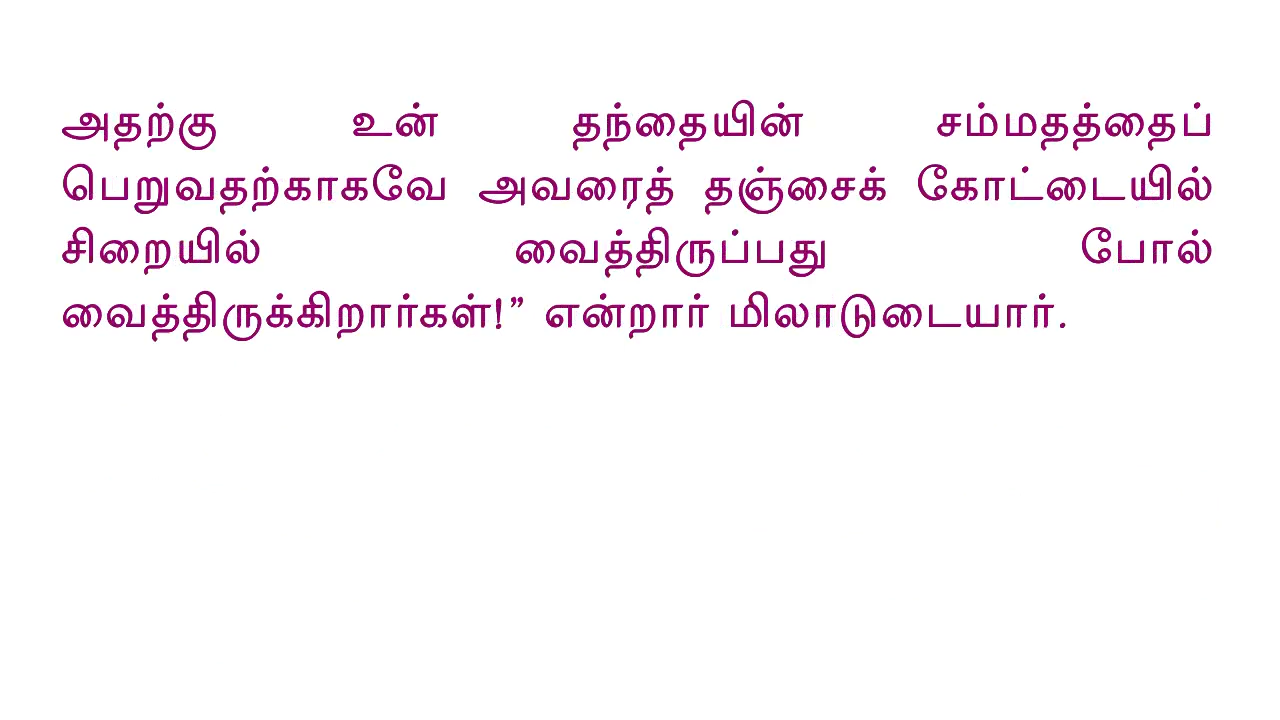 அதற்கு உன் தந்தையின் சம்மதத்தைப்
பெறுவதற்காகவே அவரைத் தஞ்சைக் கோட்டையில்
சிறையில் வைத்திருப்பது போல்
வைத்திருக்கிறார்கள்!” என்றார் மிலாடுடையார்.